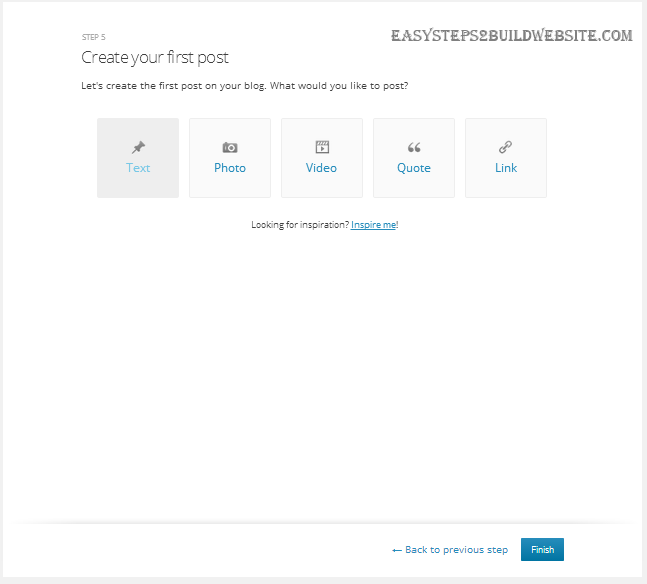 STEP 5
EASYSTEPS2BUILDWEBSITE.COM
Create your first post
Let's create the first post on your blog. What would you like to post?
Text Photo Video Quote Link
Looking for inspiration? Inspire me!
← Back to previous step Finish